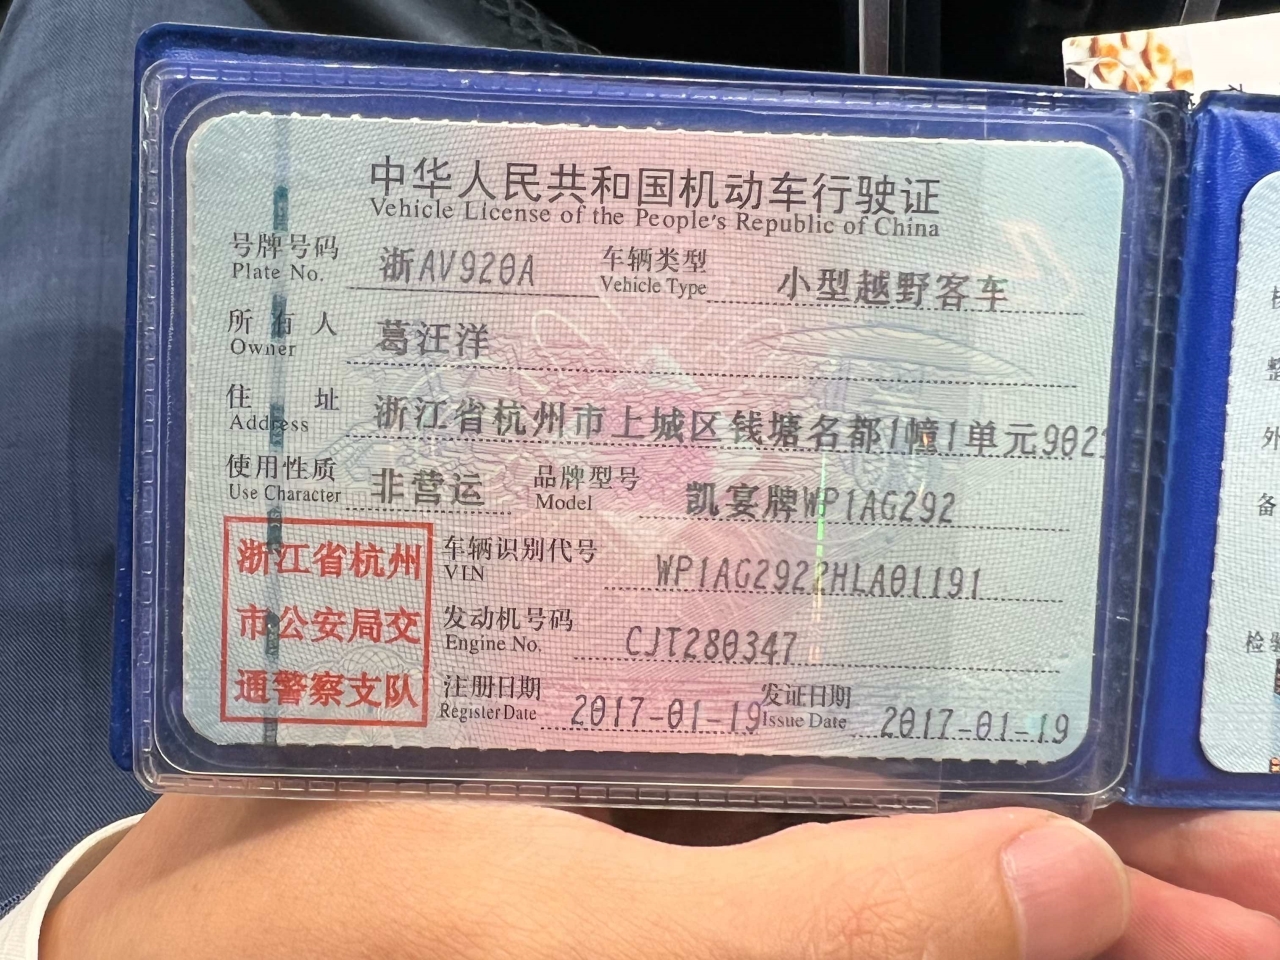 中华人民共和国机动车行驶证
Vehicle License of the People's Republic of China
号牌号码 浙AV920A 车辆类型 小型越野客车
Plate No. Vehicle Type
所有人 葛汪洋
Owner
住址 浙江省杭州市上城区钱塘名都1幢1单元902
Address
使用性质 非营运 品牌型号 凯宴牌WP1AG292
Use Character Model
浙江省杭州
市公安局交
通警察支队
车辆识别代号 WP1AG2922HLA01191
VIN
发动机号码 CJT280347
Engine No.
注册日期 2017-01-19 发证日期 2017-01-19
Register Date Issue Date
整
外
备
检验